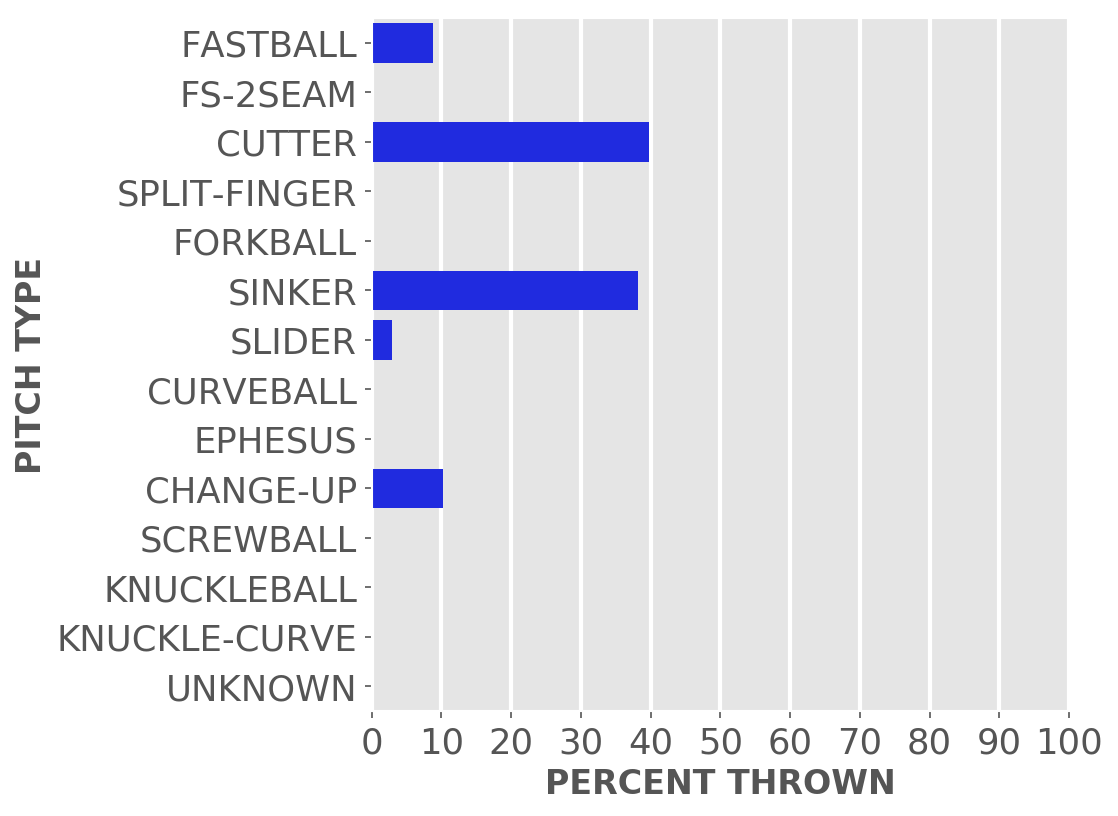 FASTBALL
FS-2SEAM
CUTTER
SPLIT-FINGER
FORKBALL
SINKER
SLIDER
CURVEBALL
EPHESUS
CHANGE-UP
SCREWBALL
KNUCKLEBALL
KNUCKLE-CURVE
UNKNOWN
PITCH TYPE
0 10 20 30 40 50 60 70 80 90 100
PERCENT THROWN